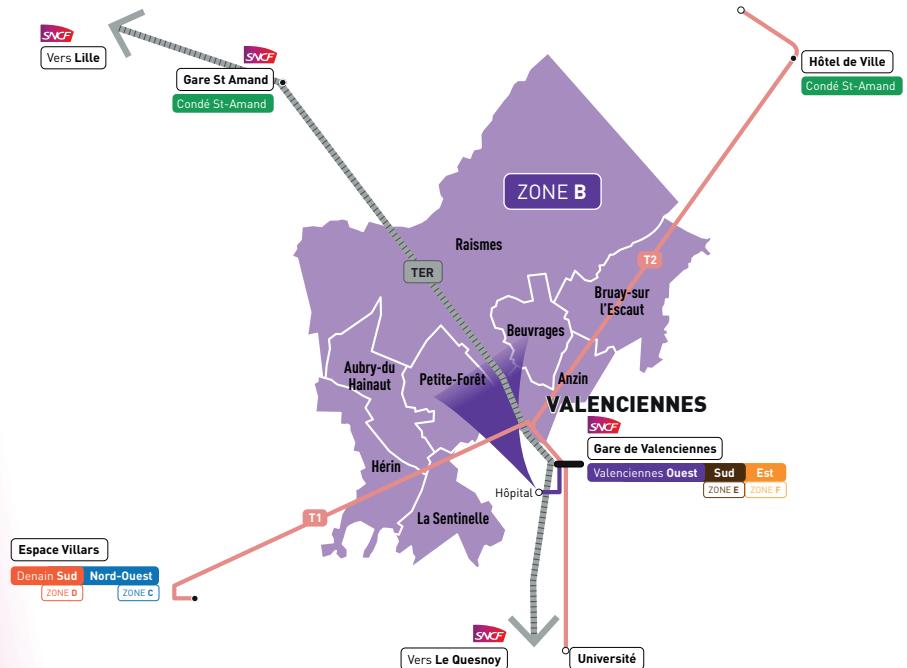 SNCF
Vers Lille
SNCF
Gare St Amand
Condé St-Amand
Hôtel de Ville
Condé St-Amand
ZONE B
Raismes
TER
T2
Bruay-sur
l'Escaut
Beuvrages
Aubry-du
Hainaut
Petite-Forêt
Anzin
VALENCIENNES
SNCF
Gare de Valenciennes
Valenciennes Ouest Sud Est
ZONE E ZONE F
Hérin
Hôpital
La Sentinelle
T1
Espace Villars
Denain Sud Nord-Ouest
ZONE D ZONE C
SNCF
Vers Le Quesnoy
Université